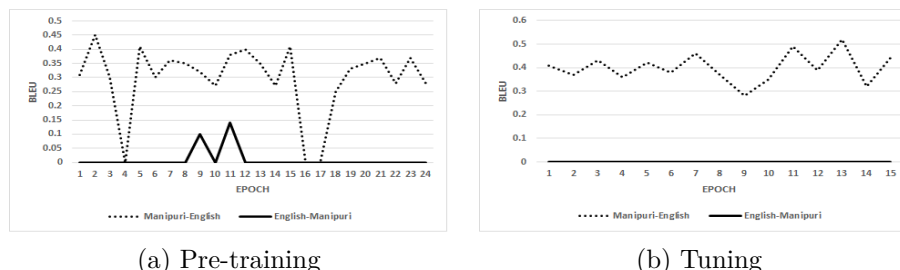 0.5
0.45
0.4
0.35
0.3
0.25
0.2
0.15
0.1
0.05
0
BLEU
1 2 3 4 5 6 7 8 9 10 11 12 13 14 15 16 17 18 19 20 21 22 23 24
EPOCH
Manipuri-English English-Manipuri
(a) Pre-training
0.6
0.5
0.4
0.3
0.2
0.1
0
BLEU
1 2 3 4 5 6 7 8 9 10 11 12 13 14 15
EPOCH
Manipuri-English English-Manipuri
(b) Tuning